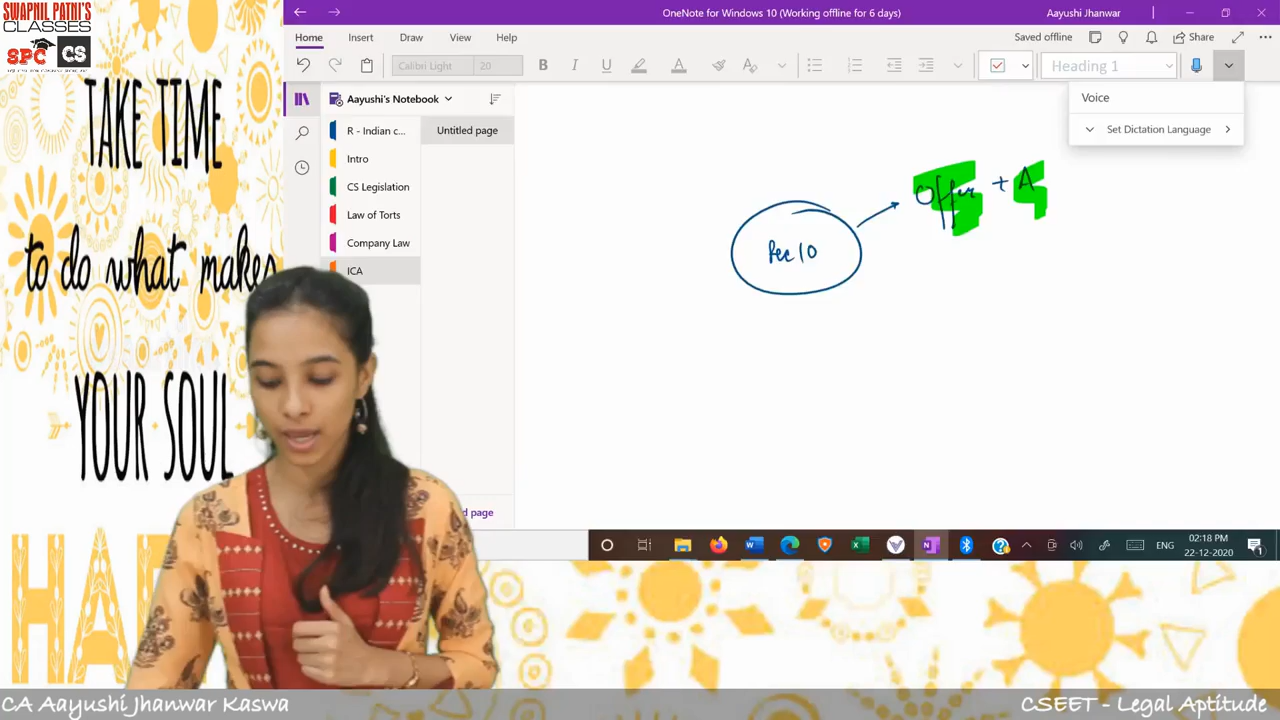 SWAPNIL PATNI'S
CLASSES
SPC CS
TAKE TIME
to do what makes
YOUR SOUL
OneNote for Windows 10 (Working offline for 6 days)
Aayushi Jhanwar
Home Insert Draw View Help
Saved offline
Share
Calibri Light 20
B I U A
Heading 1
Voice
Set Dictation Language
Aayushi's Notebook
R - Indian c...
Untitled page
Intro
CS Legislation
Law of Torts
Company Law
ICA
Offer + A
Sec 10
d page
ENG
02:18 PM
22-12-2020
CA Aayushi Jhanwar Kaswa
CSEET - Legal Aptitude